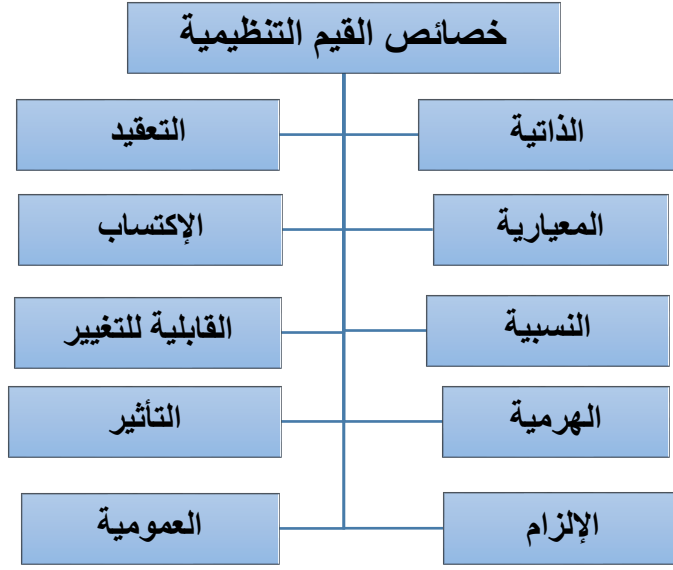 خصائص القيم التنظيمية
الذاتية
التعقيد
المعيارية
الإكتساب
النسبية
القابلية للتغيير
الهرمية
التأثير
الإلزام
العمومية